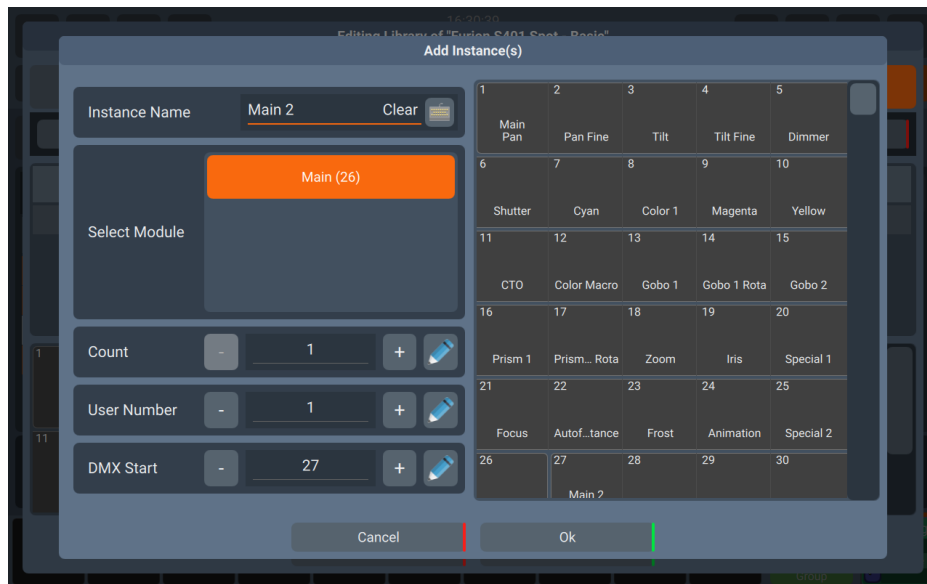 16:20:39
Editing Library of "Furion S401 Spot - Basic"
Add Instance(s)
Instance Name
Main 2
Clear
Select Module
Main (26)
Count
-
1
+
User Number
-
1
+
DMX Start
-
27
+
1 2 3 4 5
Main
Pan Pan Fine Tilt Tilt Fine Dimmer
6 7 8 9 10
Shutter Cyan Color 1 Magenta Yellow
11 12 13 14 15
CTO Color Macro Gobo 1 Gobo 1 Rota Gobo 2
16 17 18 19 20
Prism 1 Prism... Rota Zoom Iris Special 1
21 22 23 24 25
Focus Autof...tance Frost Animation Special 2
26 27 28 29 30
Main 2
1
11
Cancel
Ok
Group